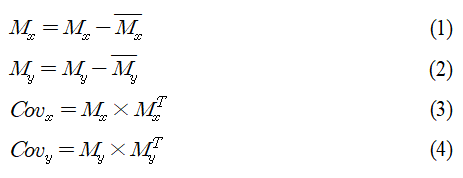 M_x = M_x − \overline{M_x} (1)
M_y = M_y − \overline{M_y} (2)
Cov_x = M_x × M_x^T (3)
Cov_y = M_y × M_y^T (4)